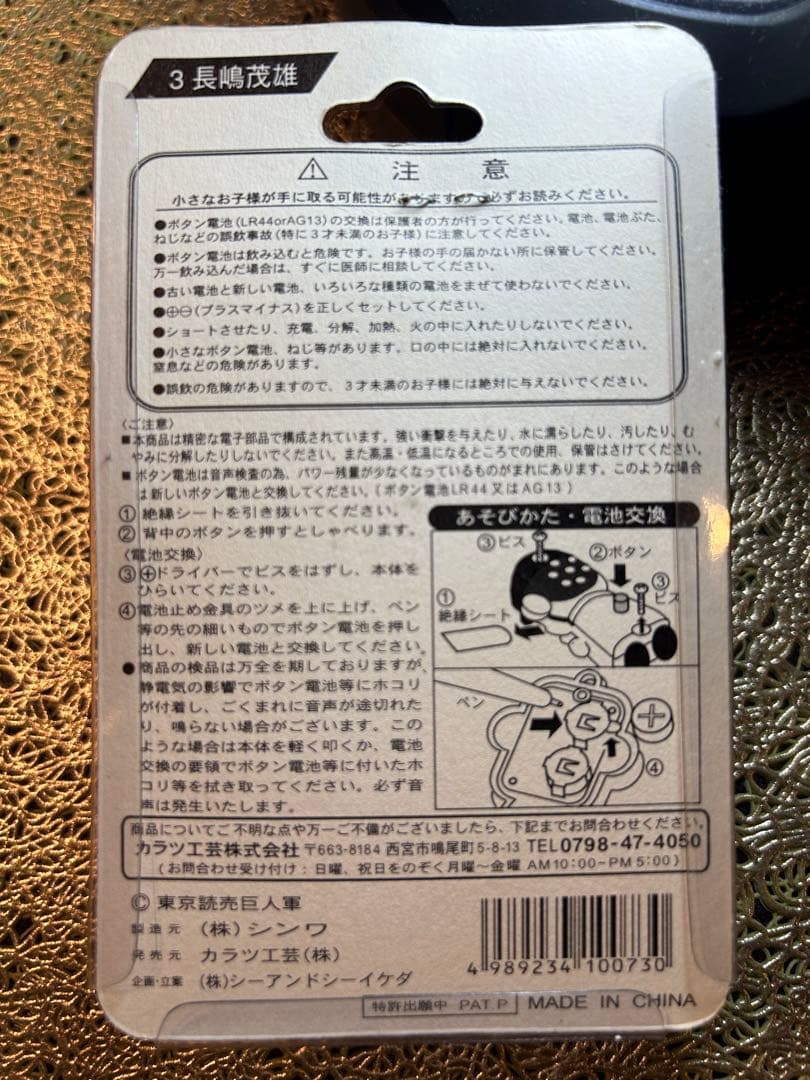 3 長嶋茂雄
⚠ 注意
小さなお子様が手に取る可能性がありますので必ずお読みください。
●ボタン電池(LR44orAG13)の交換は保護者の方が行ってください。電池、電池ぶた、
ねじなどの誤飲事故(特に3才未満のお子様)に注意してください。
●ボタン電池は飲み込むと危険です。お子様の手の届かない所に保管してください。
万一飲み込んだ場合は、すぐに医師に相談してください。
●古い電池と新しい電池、いろいろな種類の電池をまぜて使わないでください。
●⊕⊖(プラスマイナス)を正しくセットしてください。
●ショートさせたり、充電、分解、加熱、火の中に入れたりしないでください。
●小さなボタン電池、ねじ等があります。口の中には絶対に入れないでください。
窒息などの危険があります。
●誤飲の危険がありますので、3才未満のお子様には絶対に与えないでください。
〈ご注意〉
■本商品は精密な電子部品で構成されています。強い衝撃を与えたり、水に濡らしたり、汚したり、む
やみに分解したりしないでください。また高温・低温になるところでの使用、保管はさけてください。
■ボタン電池は音声検査の為、パワー残量が少なくなっているものがまれにあります。このような場合
は新しいボタン電池と交換してください。(ボタン電池LR44又はAG13)
①絶縁シートを引き抜いてください。
②背中のボタンを押すとしゃべります。
〈電池交換〉
③⊕ドライバーでビスをはずし、本体を
ひらいてください。
④電池止め金具のツメを上に上げ、ペン
等の先の細いものでボタン電池を押し
出し、新しい電池と交換してください。
●商品の検品は万全を期しておりますが、
静電気の影響でボタン電池等にホコリ
が付着し、ごくまれに音声が途切れた
り、鳴らない場合がございます。この
ような場合は本体を軽く叩くか、電池
交換の要領でボタン電池等に付いたホ
コリ等を拭き取ってください。必ず音
声は発生いたします。
あそびかた・電池交換
③ビス
②ボタン
①
絶縁シート
③
ビス
ペン
④
商品についてご不明な点や万一ご不備がございましたら、下記までお問合わせください。
カラツ工芸株式会社 〒663-8184 西宮市鳴尾町5-8-13 TEL0798-47-4050
(お問合わせ受け付け:日曜、祝日をのぞく月曜〜金曜 AM10:00〜PM5:00)
© 東京読売巨人軍
製造元 (株)シンワ
発売元 カラツ工芸(株)
企画・立案 (株)シーアンドシーイケダ
4 989234 100730
特許出願中 PAT.P MADE IN CHINA